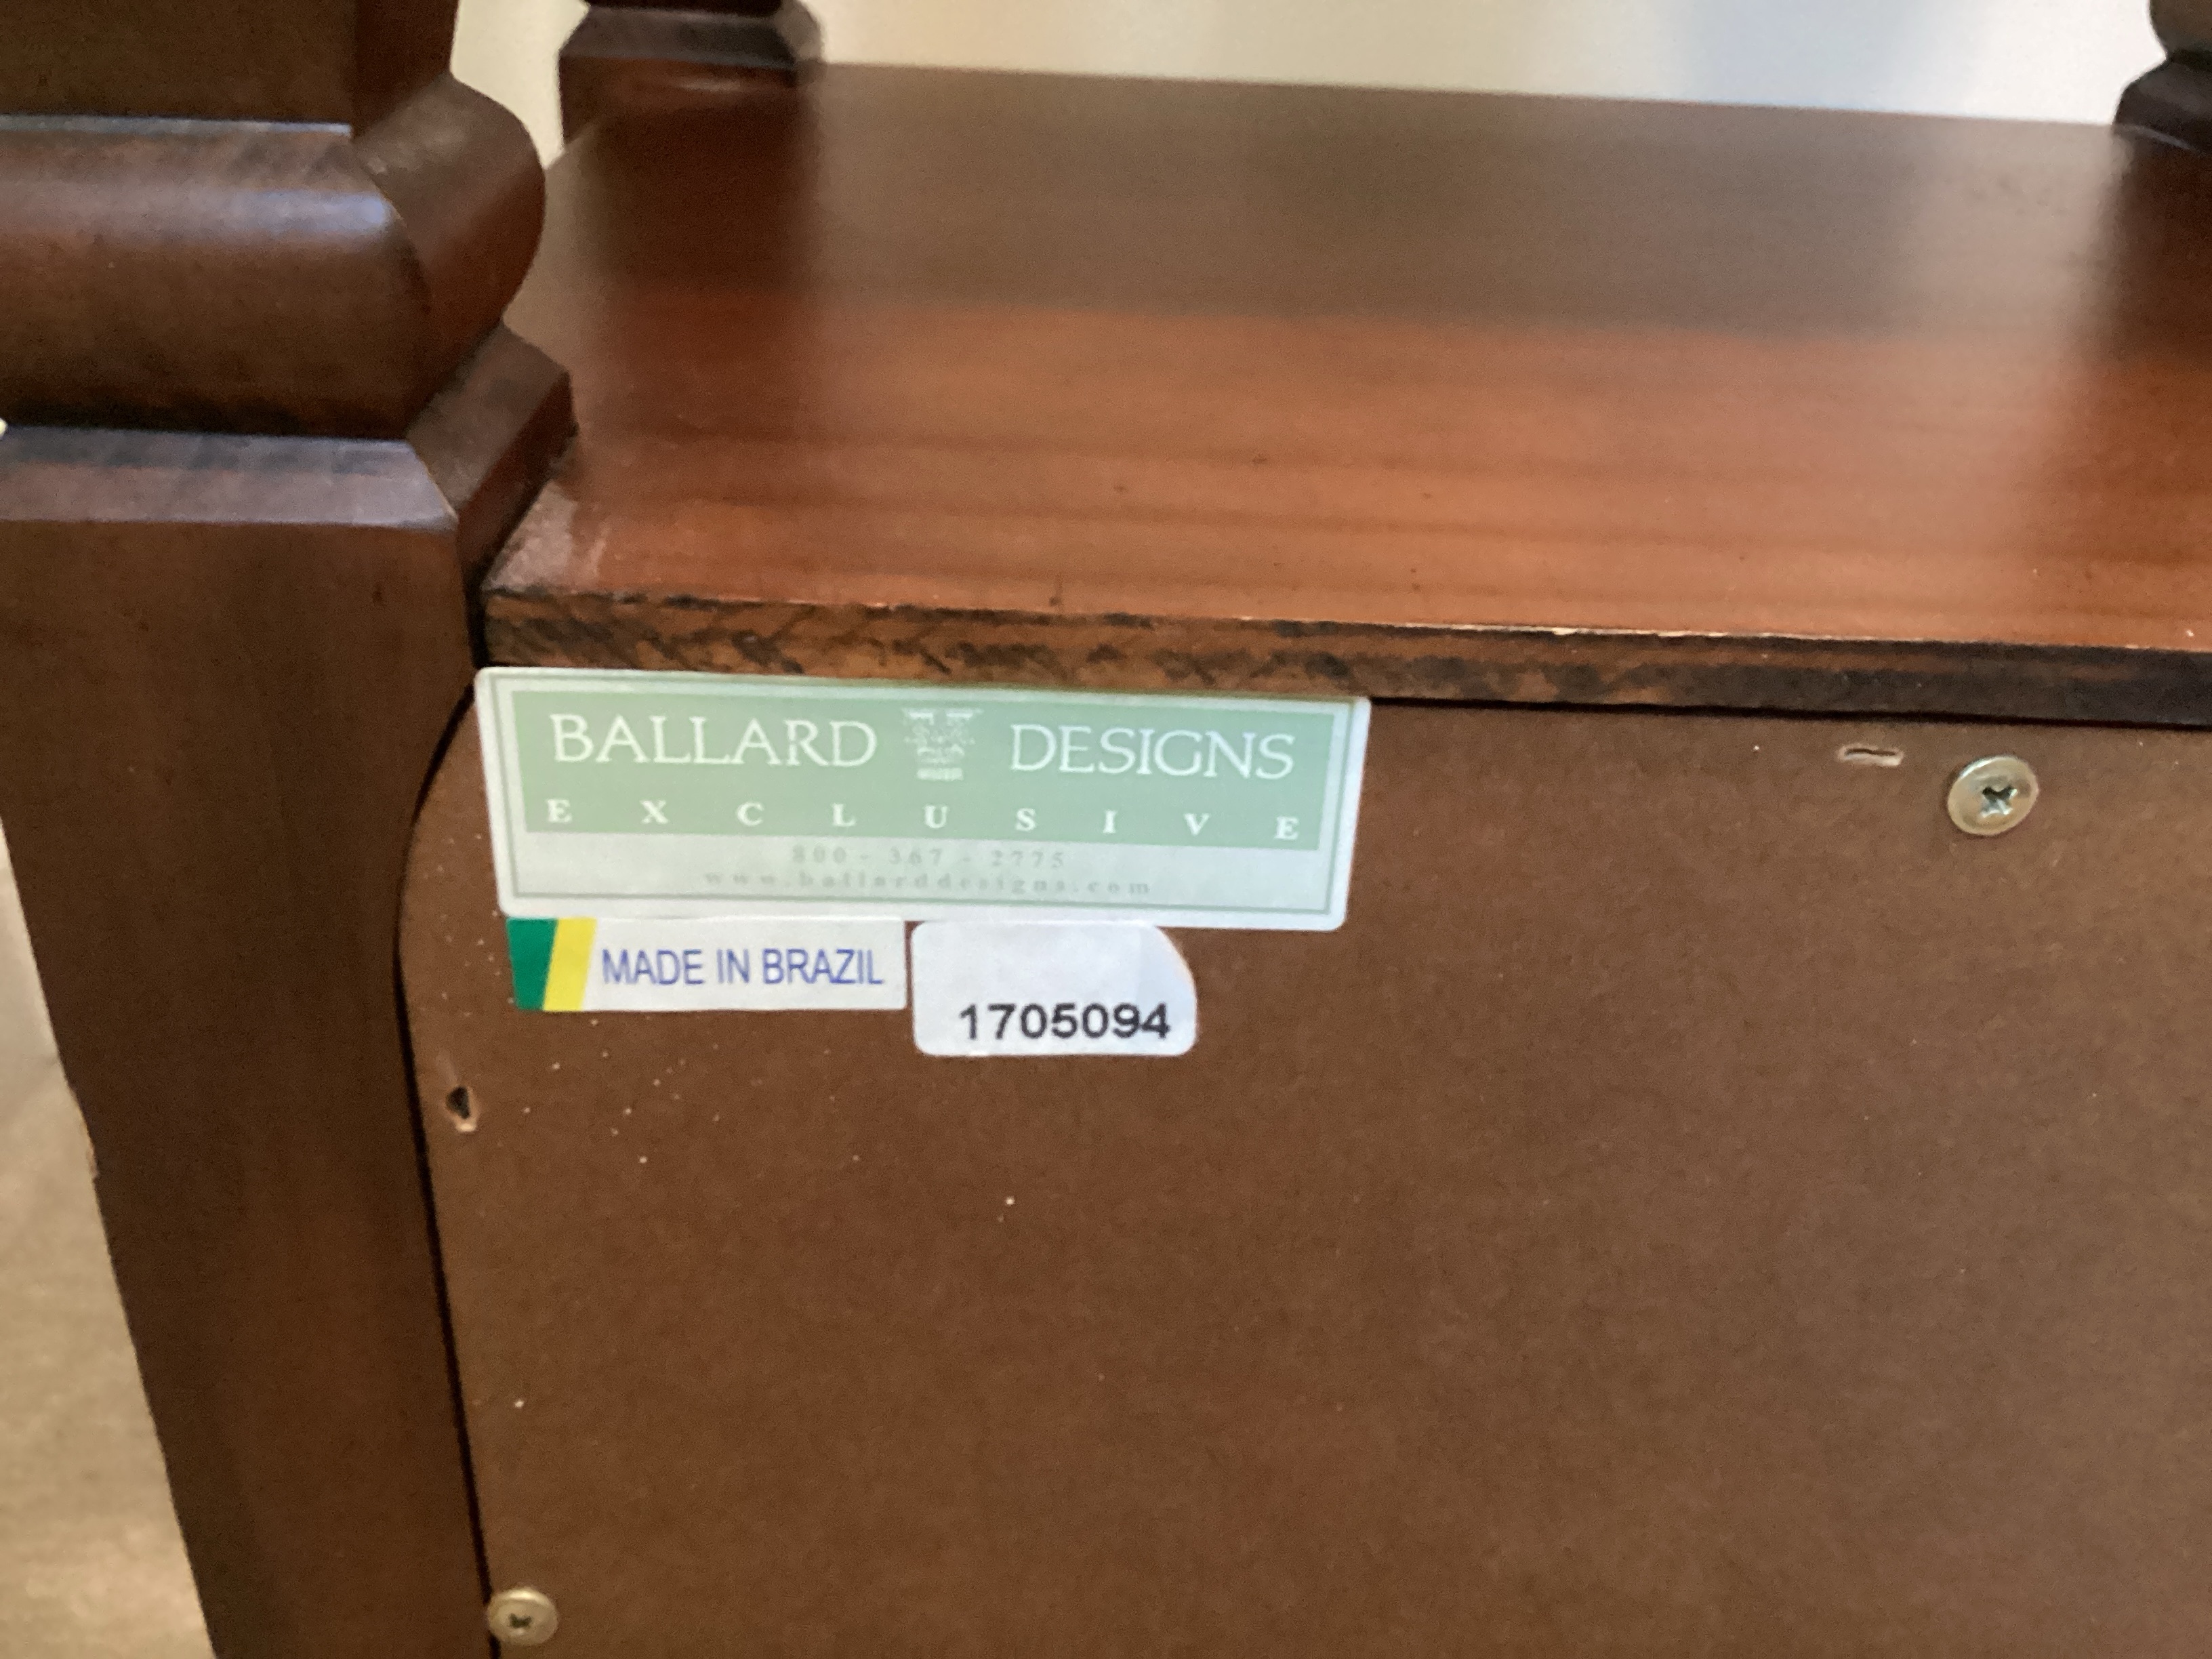 BALLARD DESIGNS
EXCLUSIVE
800 - 367 - 2775
www.ballarddesigns.com
MADE IN BRAZIL
1705094